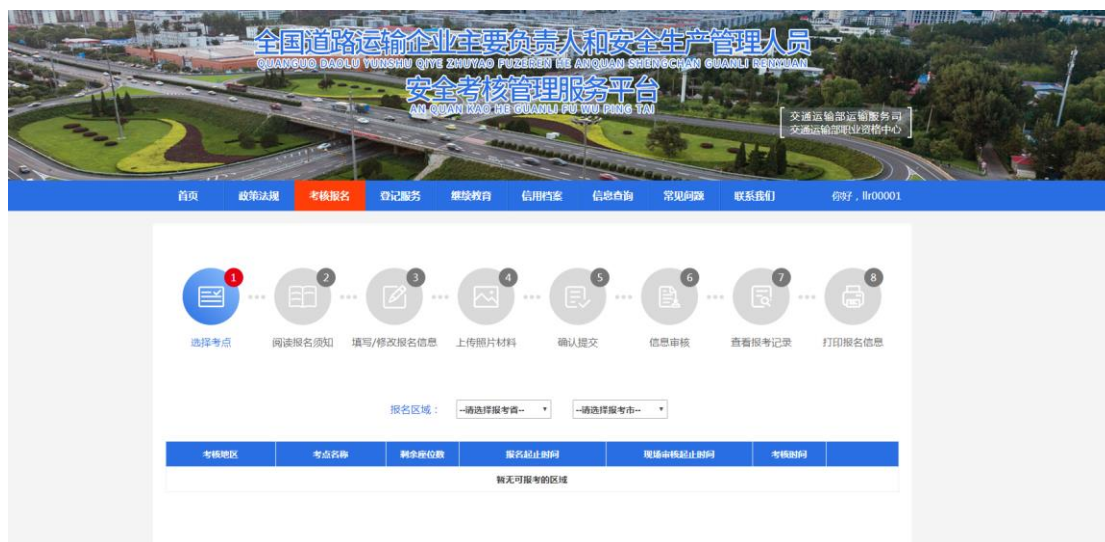 全国道路运输企业主要负责人和安全生产管理人员
QUANGUO DAOLU YUNSHU QIYE ZHUYAO FUZEREN HE ANQUAN SHENGCHAN GUANLI RENYUAN
安全考核管理服务平台
AN QUAN KAO HE GUANLI FU WU PING TAI
交通运输部运输服务司
交通运输部职业资格中心
首页 政策法规 考核报名 登记服务 继续教育 信用档案 信息查询 常见问题 联系我们 你好，llr00001
1 2 3 4 5 6 7 8
选择考点 阅读报名须知 填写/修改报名信息 上传照片材料 确认提交 信息审核 查看报考记录 打印报名信息
报名区域： --请选择报考省-- --请选择报考市--
考核地区 考点名称 剩余座位数 报名起止时间 现场审核起止时间 考核时间
暂无可报考的区域